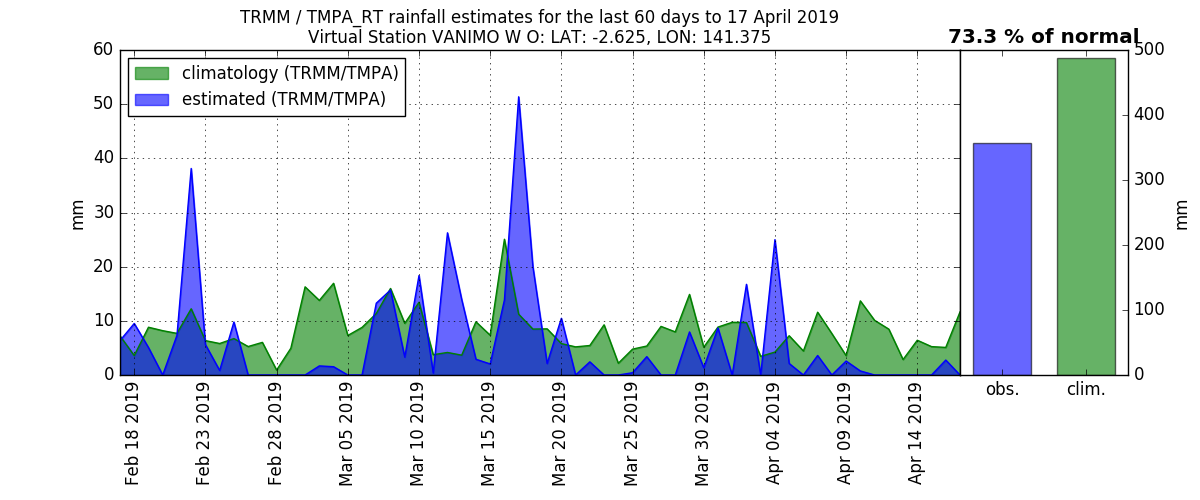 TRMM / TMPA_RT rainfall estimates for the last 60 days to 17 April 2019
Virtual Station VANIMO W O: LAT: -2.625, LON: 141.375
73.3 % of normal
climatology (TRMM/TMPA)
estimated (TRMM/TMPA)
60
50
40
30
20
10
0
mm
Feb 18 2019
Feb 23 2019
Feb 28 2019
Mar 05 2019
Mar 10 2019
Mar 15 2019
Mar 20 2019
Mar 25 2019
Mar 30 2019
Apr 04 2019
Apr 09 2019
Apr 14 2019
obs.
clim.
500
400
300
200
100
0
mm